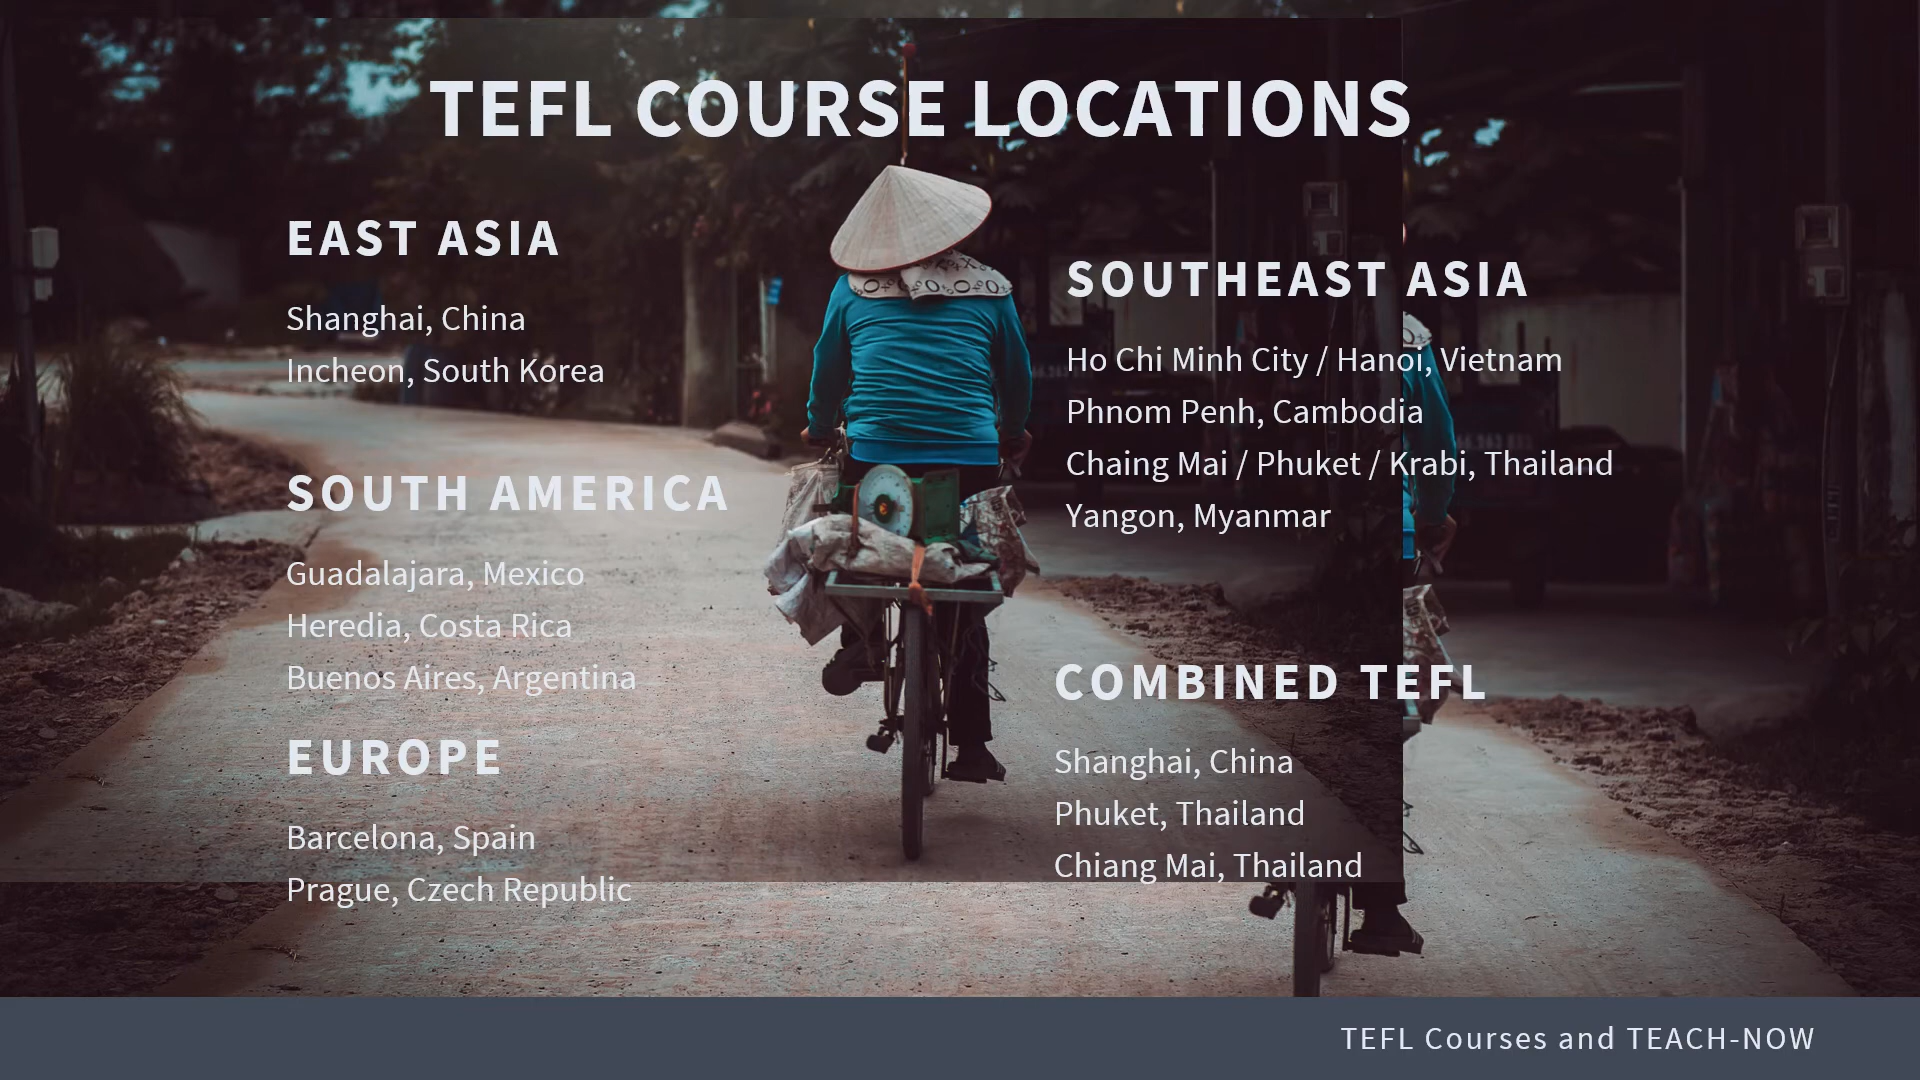 TEFL COURSE LOCATIONS
EAST ASIA
Shanghai, China
Incheon, South Korea
SOUTH AMERICA
Guadalajara, Mexico
Heredia, Costa Rica
Buenos Aires, Argentina
EUROPE
Barcelona, Spain
Prague, Czech Republic
SOUTHEAST ASIA
Ho Chi Minh City / Hanoi, Vietnam
Phnom Penh, Cambodia
Chaing Mai / Phuket / Krabi, Thailand
Yangon, Myanmar
COMBINED TEFL
Shanghai, China
Phuket, Thailand
Chiang Mai, Thailand
TEFL Courses and TEACH-NOW